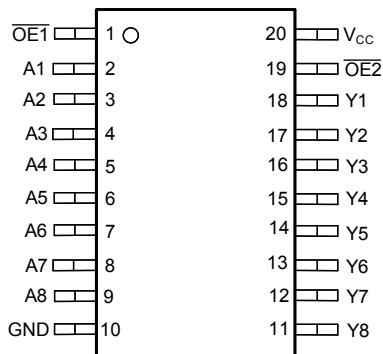 OE1 1 20 VCC
A1 2 19 OE2
A2 3 18 Y1
A3 4 17 Y2
A4 5 16 Y3
A5 6 15 Y4
A6 7 14 Y5
A7 8 13 Y6
A8 9 12 Y7
GND 10 11 Y8